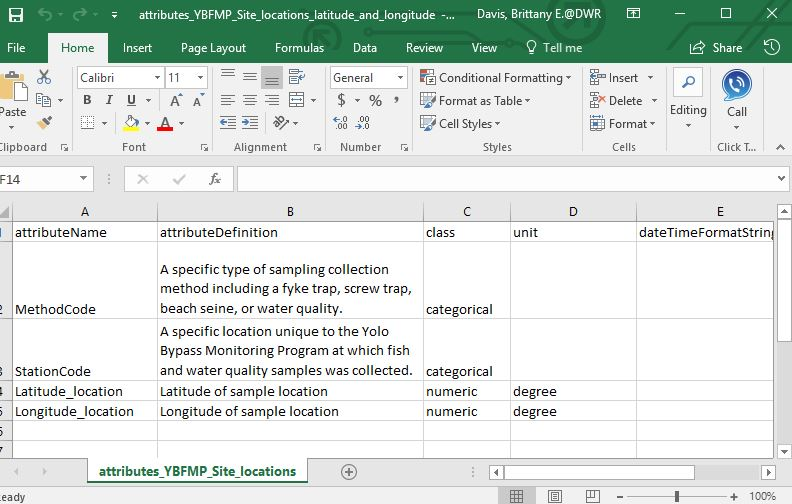 attributes_YBFMP_Site_locations_latitude_and_longitude -...
Davis, Brittany E.@DWR
File Home Insert Page Layout Formulas Data Review View Tell me Share
Calibri 11
General
Conditional Formatting
Format as Table
Cell Styles
Insert
Delete
Format
Editing
Call
Paste
B I U A A
A
$ % ,
.00
.00
Clipboard Font Alignment Number Styles Cells Click T...
F14 fx
A B C D E
1 attributeName attributeDefinition class unit dateTimeFormatString
2 MethodCode A specific type of sampling collection
method including a fyke trap, screw trap,
beach seine, or water quality. categorical
3 StationCode A specific location unique to the Yolo
Bypass Monitoring Program at which fish
and water quality samples was collected. categorical
4 Latitude_location Latitude of sample location numeric degree
5 Longitude_location Longitude of sample location numeric degree
6
7
attributes_YBFMP_Site_locations
Ready 100%